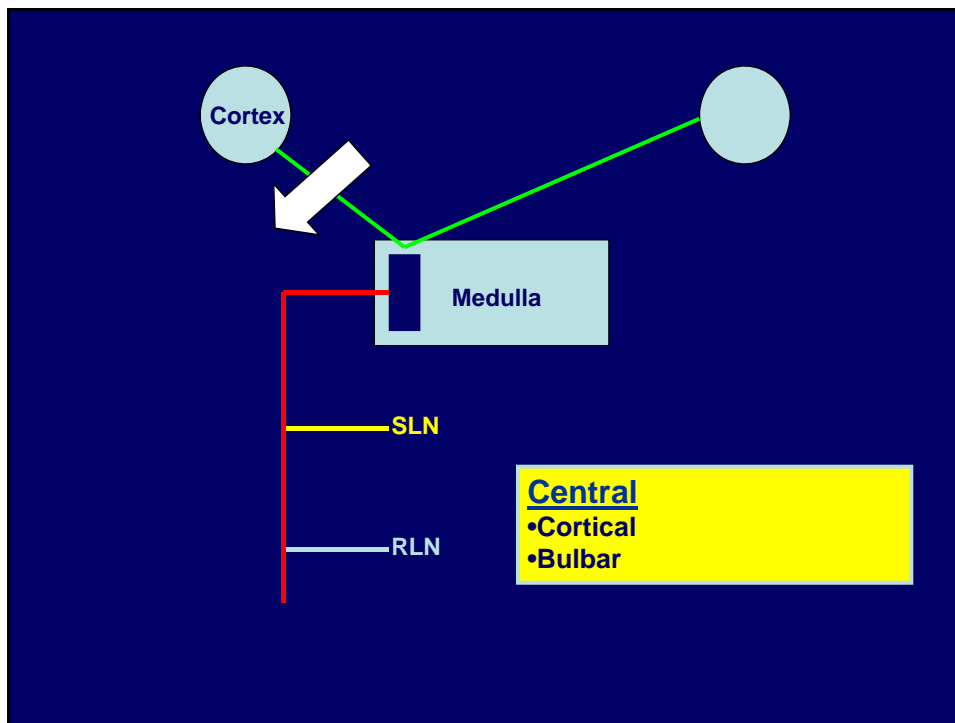 Cortex
Medulla
SLN
RLN
Central
•Cortical
•Bulbar